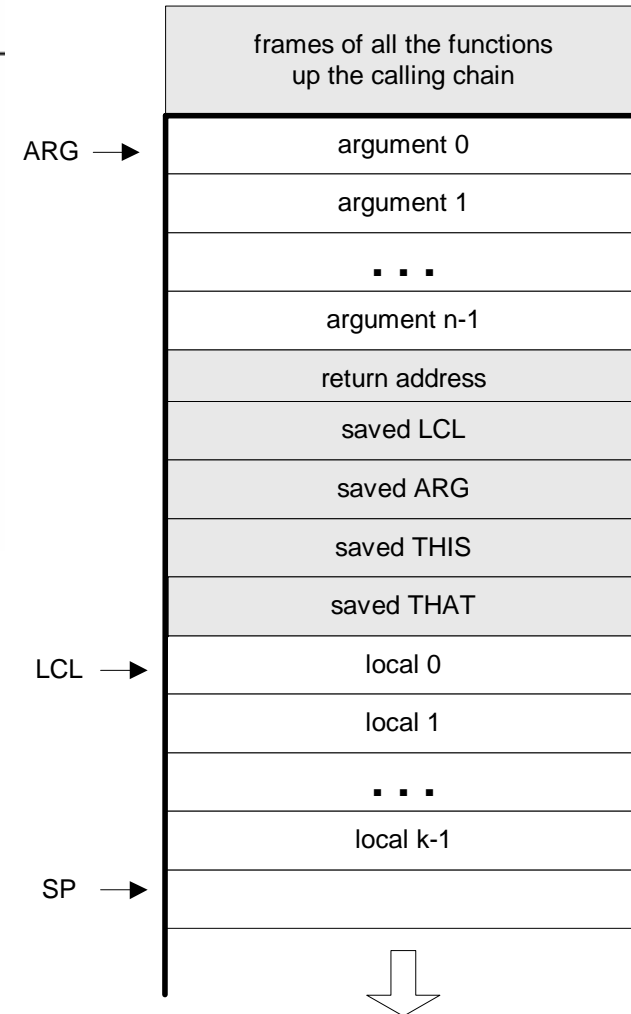 frames of all the functions
up the calling chain
ARG
argument 0
argument 1
. . .
argument n-1
return address
saved LCL
saved ARG
saved THIS
saved THAT
LCL
local 0
local 1
. . .
local k-1
SP